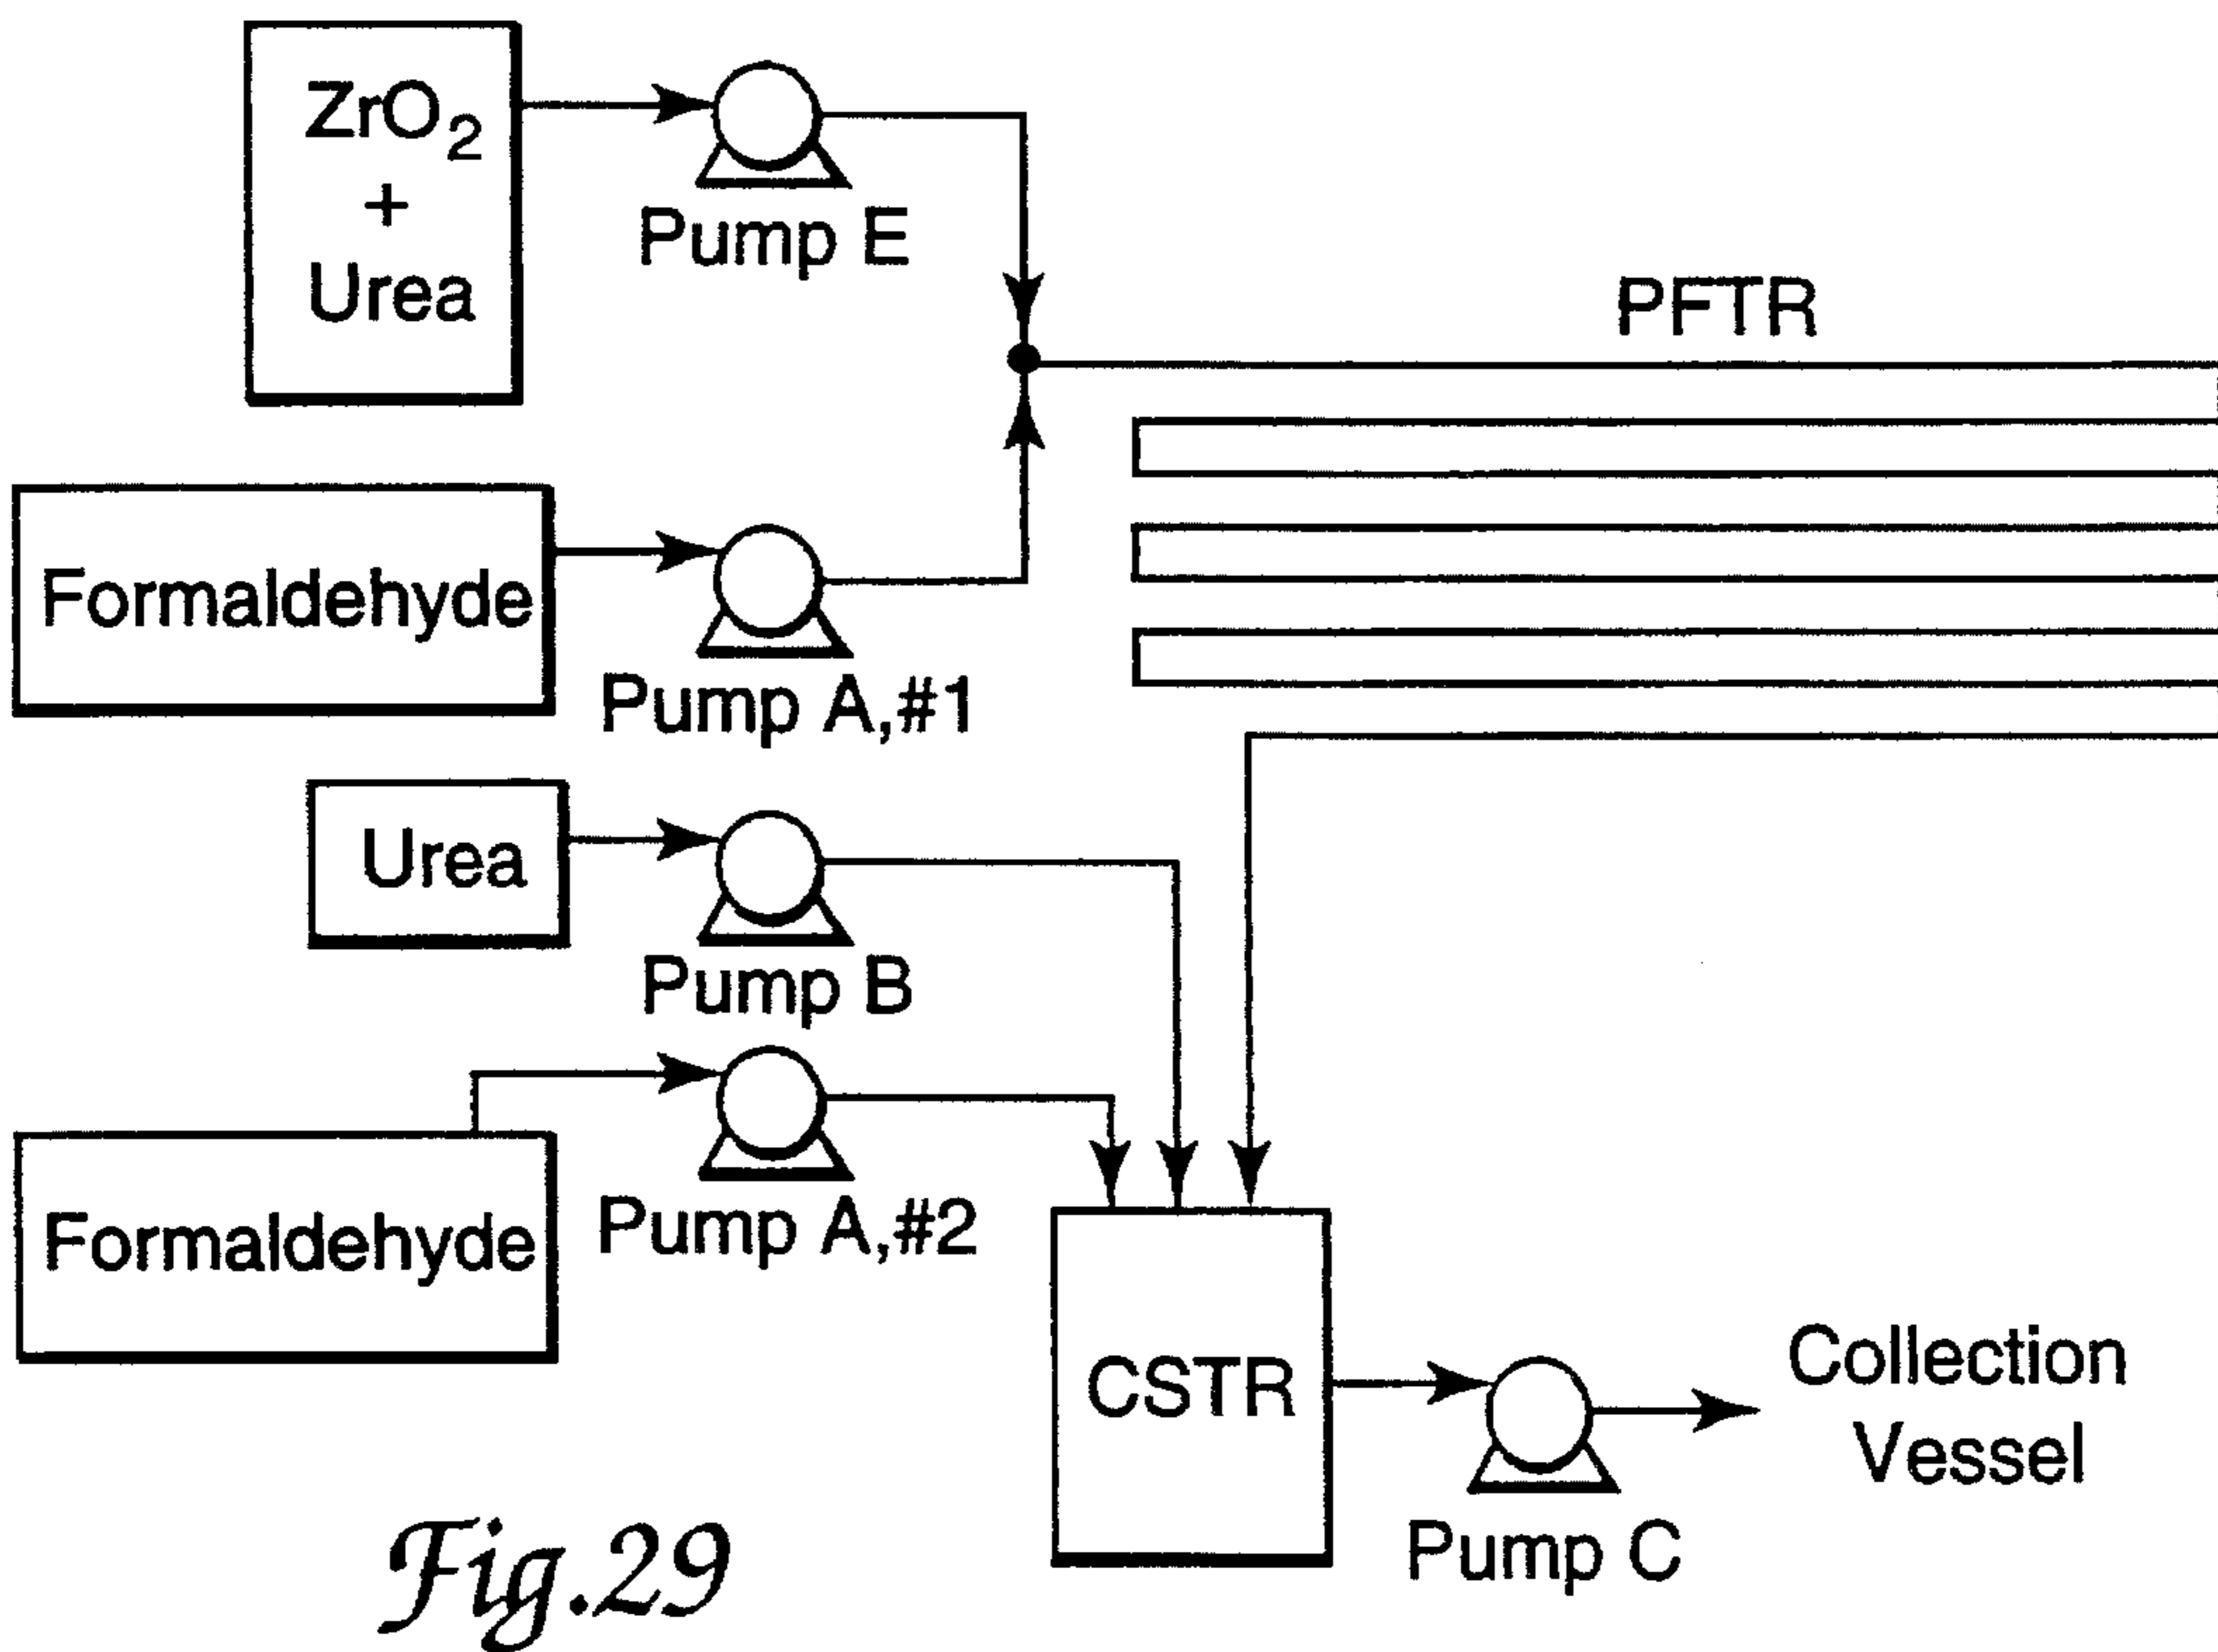 ZrO2
+
Urea
Pump E
PFTR
Formaldehyde
Pump A,#1
Urea
Pump B
Formaldehyde
Pump A,#2
CSTR
Collection
Vessel
Pump C
Fig.29